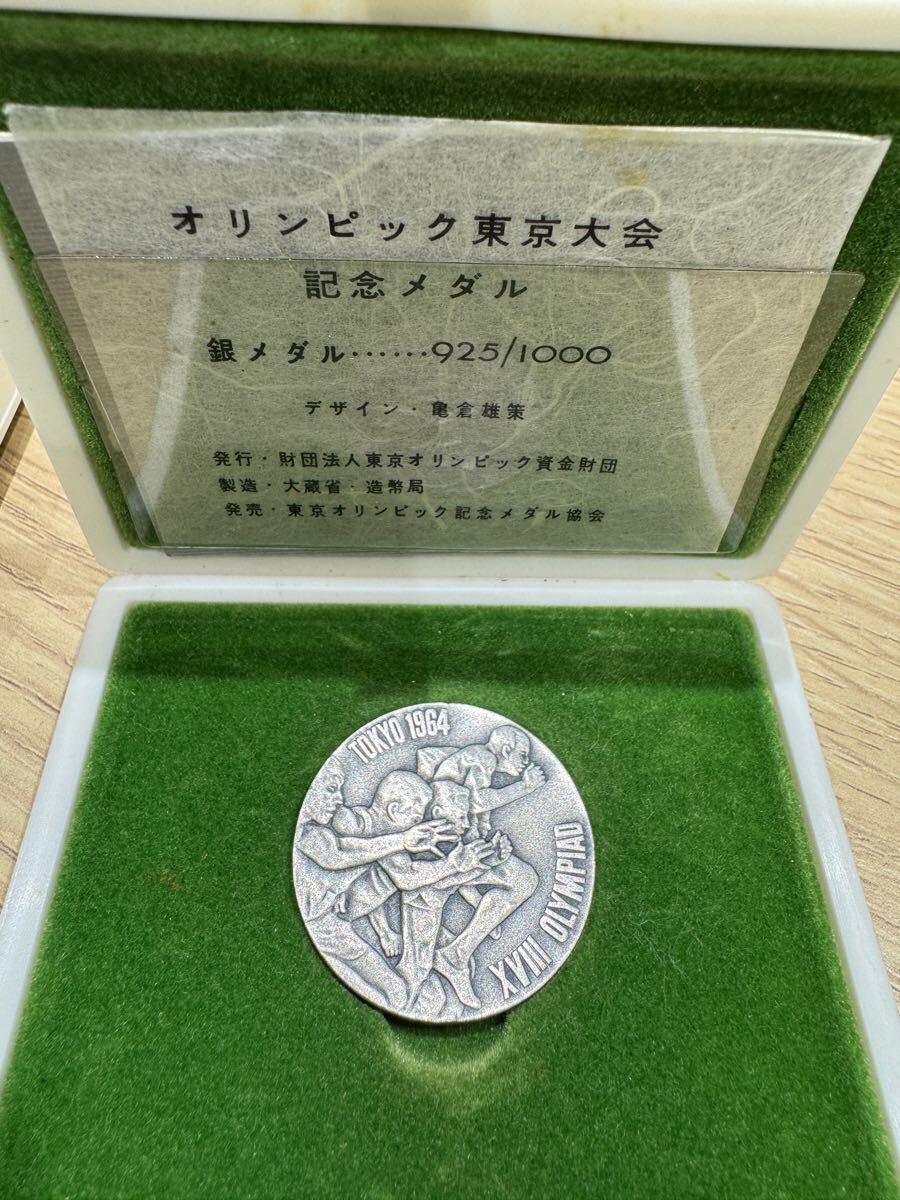 オリンピック東京大会
記念メダル
銀メダル……925/1000
デザイン・亀倉雄策
発行・財団法人東京オリンピック資金財団
製造・大蔵省・造幣局
発売・東京オリンピック記念メダル協会
TOKYO 1964
XVIII OLYMPIAD